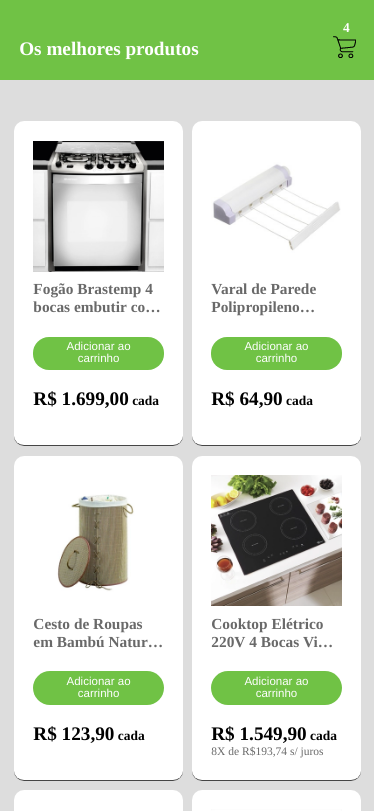 4
Os melhores produtos
Fogão Brastemp 4
bocas embutir co…
Adicionar ao
carrinho
R$ 1.699,00 cada
Varal de Parede
Polipropileno…
Adicionar ao
carrinho
R$ 64,90 cada
Cesto de Roupas
em Bambú Natur…
Adicionar ao
carrinho
R$ 123,90 cada
Cooktop Elétrico
220V 4 Bocas Vi…
Adicionar ao
carrinho
R$ 1.549,90 cada
8X de R$193,74 s/ juros